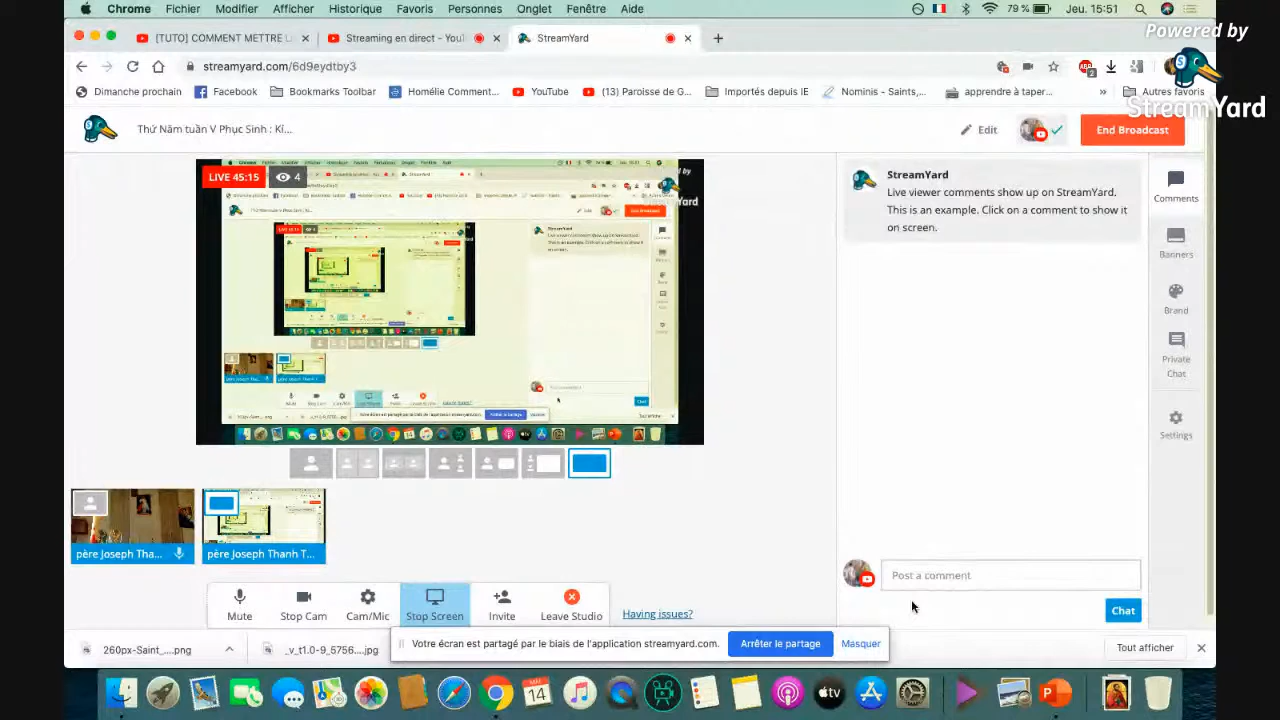 Chrome Fichier Modifier Afficher Historique Favoris Personnes Onglet Fenêtre Aide 79 % Jeu. 15:51
Powered by
StreamYard
[TUTO] COMMENT METTRE LI
Streaming en direct - YouT
StreamYard
streamyard.com/6d9eydtby3
2
Dimanche prochain Facebook Bookmarks Toolbar Homélie Comment... YouTube (13) Paroisse de G... Importés depuis IE Nominis – Saints,... apprendre à taper... » Autres favoris
Thứ Năm tuần V Phục Sinh : Kí...
Edit
End Broadcast
LIVE 45:15
4
StreamYard
Live viewer comments show up on StreamYard.
This is an example. Click on a comment to show it
on screen.
Comments
Banners
Brand
Private
Chat
Settings
père Joseph Tha...
père Joseph Thanh T...
Post a comment
Chat
Mute Stop Cam Cam/Mic Stop Screen Invite Leave Studio Having issues?
Votre écran est partagé par le biais de l'application streamyard.com. Arrêter le partage Masquer
260px-Saint_....png
_v_t1.0-9_5756....jpg
Tout afficher
MAI
14